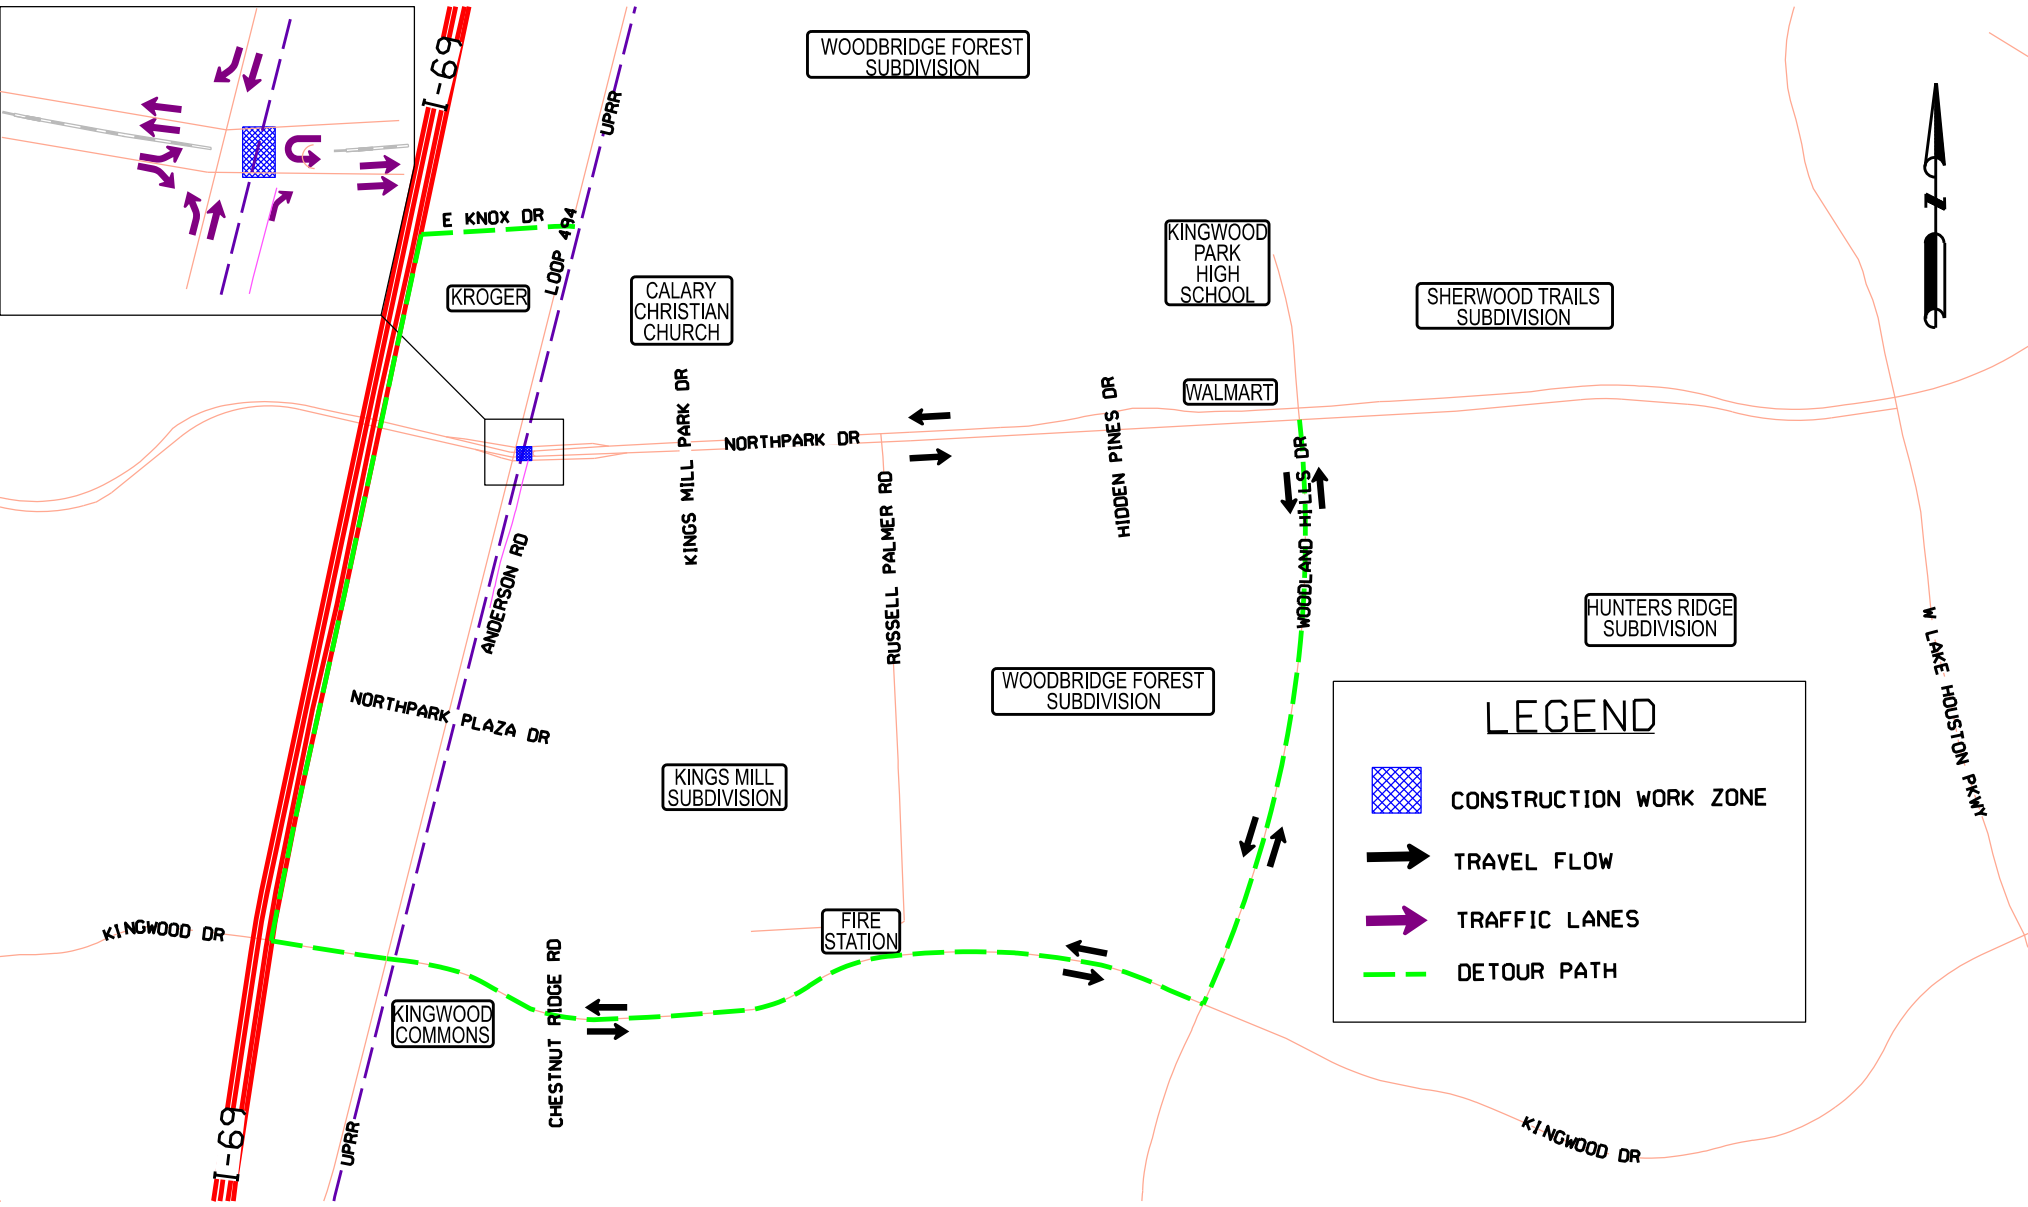 I-69
WOODBRIDGE FOREST
SUBDIVISION
UPRR
E KNOX DR
LOOP 494
KROGER
CALARY
CHRISTIAN
CHURCH
KINGWOOD
PARK
HIGH
SCHOOL
SHERWOOD TRAILS
SUBDIVISION
WALMART
KINGS MILL PARK DR
NORTHPARK DR
HIDDEN PINES DR
RUSSELL PALMER RD
WOODLAND HILLS DR
ANDERSON RD
NORTHPARK PLAZA DR
HUNTERS RIDGE
SUBDIVISION
W LAKE HOUSTON PKWY
WOODBRIDGE FOREST
SUBDIVISION
KINGS MILL
SUBDIVISION
LEGEND
CONSTRUCTION WORK ZONE
TRAVEL FLOW
TRAFFIC LANES
DETOUR PATH
KINGWOOD DR
FIRE
STATION
CHESTNUT RIDGE RD
KINGWOOD
COMMONS
I-69
UPRR
KINGWOOD DR
n